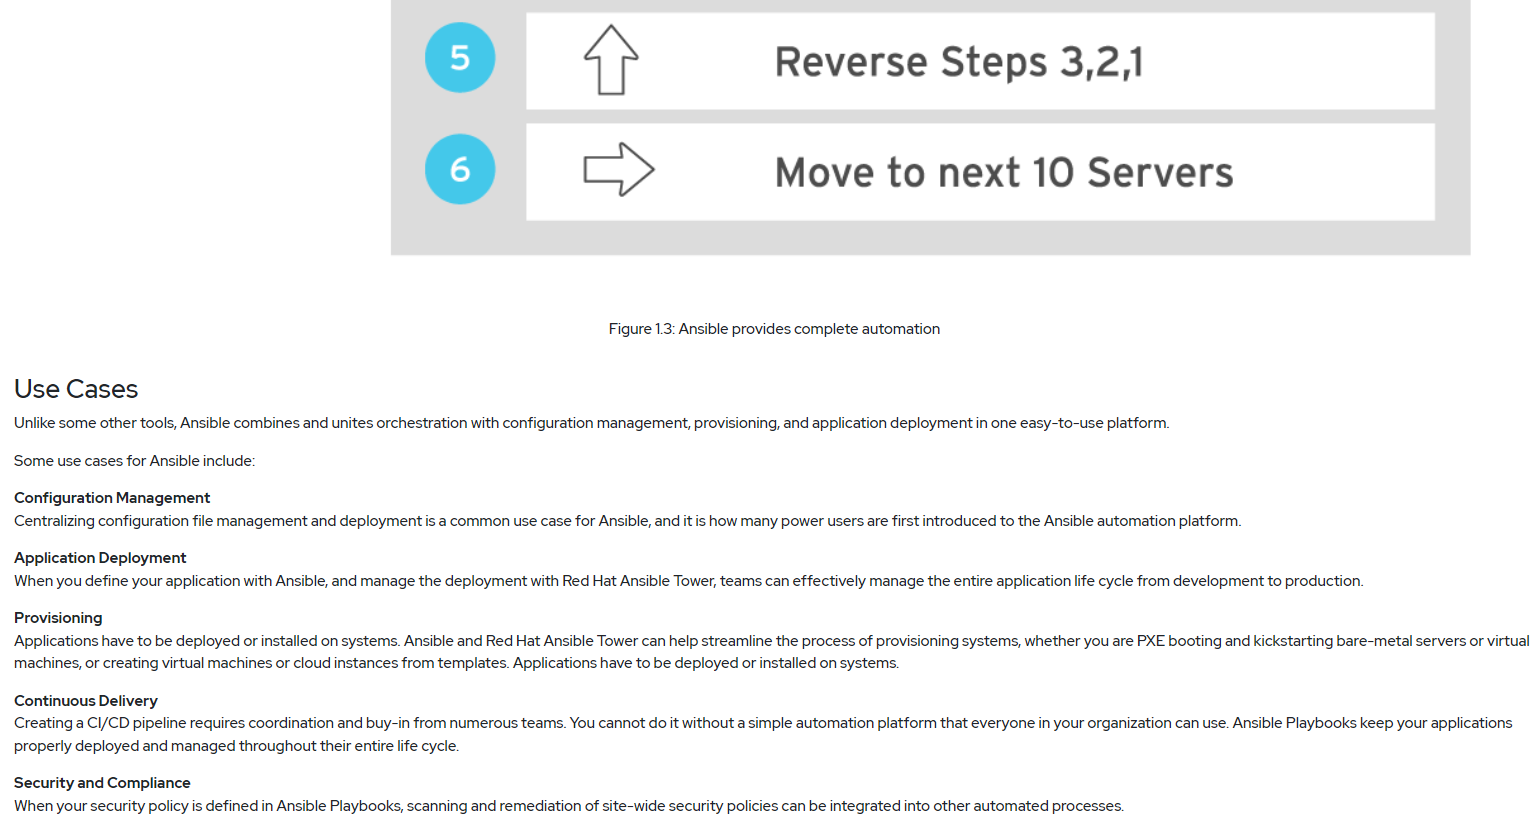 5 Reverse Steps 3,2,1
6 Move to next 10 Servers
Figure 1.3: Ansible provides complete automation
Use Cases
Unlike some other tools, Ansible combines and unites orchestration with configuration management, provisioning, and application deployment in one easy-to-use platform.
Some use cases for Ansible include:
Configuration Management
Centralizing configuration file management and deployment is a common use case for Ansible, and it is how many power users are first introduced to the Ansible automation platform.
Application Deployment
When you define your application with Ansible, and manage the deployment with Red Hat Ansible Tower, teams can effectively manage the entire application life cycle from development to production.
Provisioning
Applications have to be deployed or installed on systems. Ansible and Red Hat Ansible Tower can help streamline the process of provisioning systems, whether you are PXE booting and kickstarting bare-metal servers or virtual
machines, or creating virtual machines or cloud instances from templates. Applications have to be deployed or installed on systems.
Continuous Delivery
Creating a CI/CD pipeline requires coordination and buy-in from numerous teams. You cannot do it without a simple automation platform that everyone in your organization can use. Ansible Playbooks keep your applications
properly deployed and managed throughout their entire life cycle.
Security and Compliance
When your security policy is defined in Ansible Playbooks, scanning and remediation of site-wide security policies can be integrated into other automated processes.